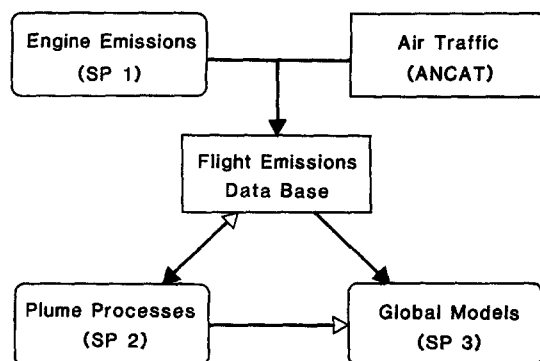 Engine Emissions
(SP 1)
Air Traffic
(ANCAT)
Flight Emissions
Data Base
Plume Processes
(SP 2)
Global Models
(SP 3)